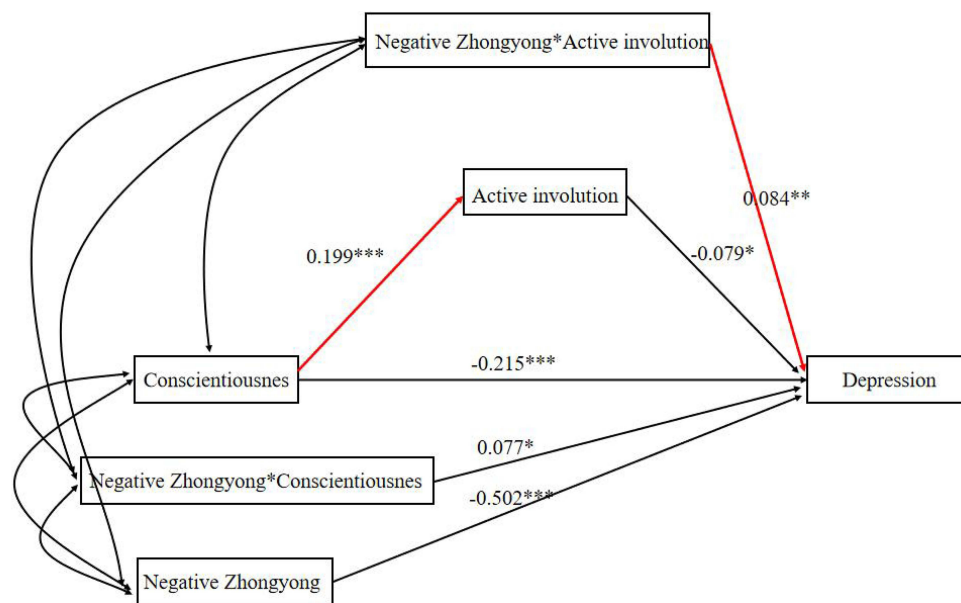 Negative Zhongyong*Active involution
0.084**
Active involution
0.199***
-0.079*
Conscientiousnes
-0.215***
Depression
0.077*
Negative Zhongyong*Conscientiousnes
-0.502***
Negative Zhongyong